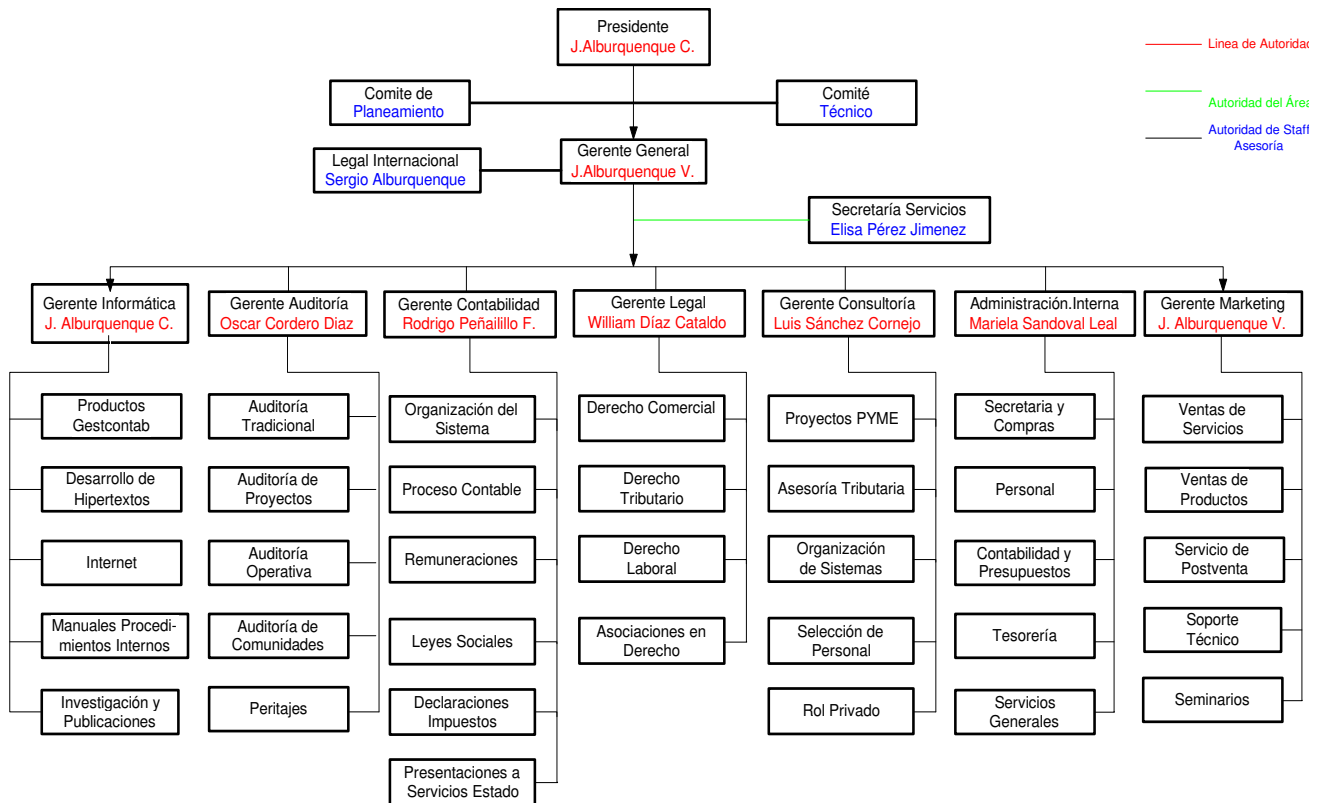 Presidente
J.Alburquenque C.
Linea de Autoridad
Comite de
Planeamiento
Comité
Técnico
Autoridad del Área
Autoridad de Staff
Asesoría
Legal Internacional
Sergio Alburquenque
Gerente General
J.Alburquenque V.
Secretaría Servicios
Elisa Pérez Jimenez
Gerente Informática
J. Alburquenque C.
Gerente Auditoría
Oscar Cordero Diaz
Gerente Contabilidad
Rodrigo Peñailillo F.
Gerente Legal
William Díaz Cataldo
Gerente Consultoría
Luis Sánchez Cornejo
Administración.Interna
Mariela Sandoval Leal
Gerente Marketing
J. Alburquenque V.
Productos
Gestcontab
Desarrollo de
Hipertextos
Internet
Manuales Procedi-
mientos Internos
Investigación y
Publicaciones
Auditoría
Tradicional
Auditoría de
Proyectos
Auditoría
Operativa
Auditoría de
Comunidades
Peritajes
Organización del
Sistema
Proceso Contable
Remuneraciones
Leyes Sociales
Declaraciones
Impuestos
Presentaciones a
Servicios Estado
Derecho Comercial
Derecho
Tributario
Derecho
Laboral
Asociaciones en
Derecho
Proyectos PYME
Asesoría Tributaria
Organización
de Sistemas
Selección de
Personal
Rol Privado
Secretaria y
Compras
Personal
Contabilidad y
Presupuestos
Tesorería
Servicios
Generales
Ventas de
Servicios
Ventas de
Productos
Servicio de
Postventa
Soporte
Técnico
Seminarios